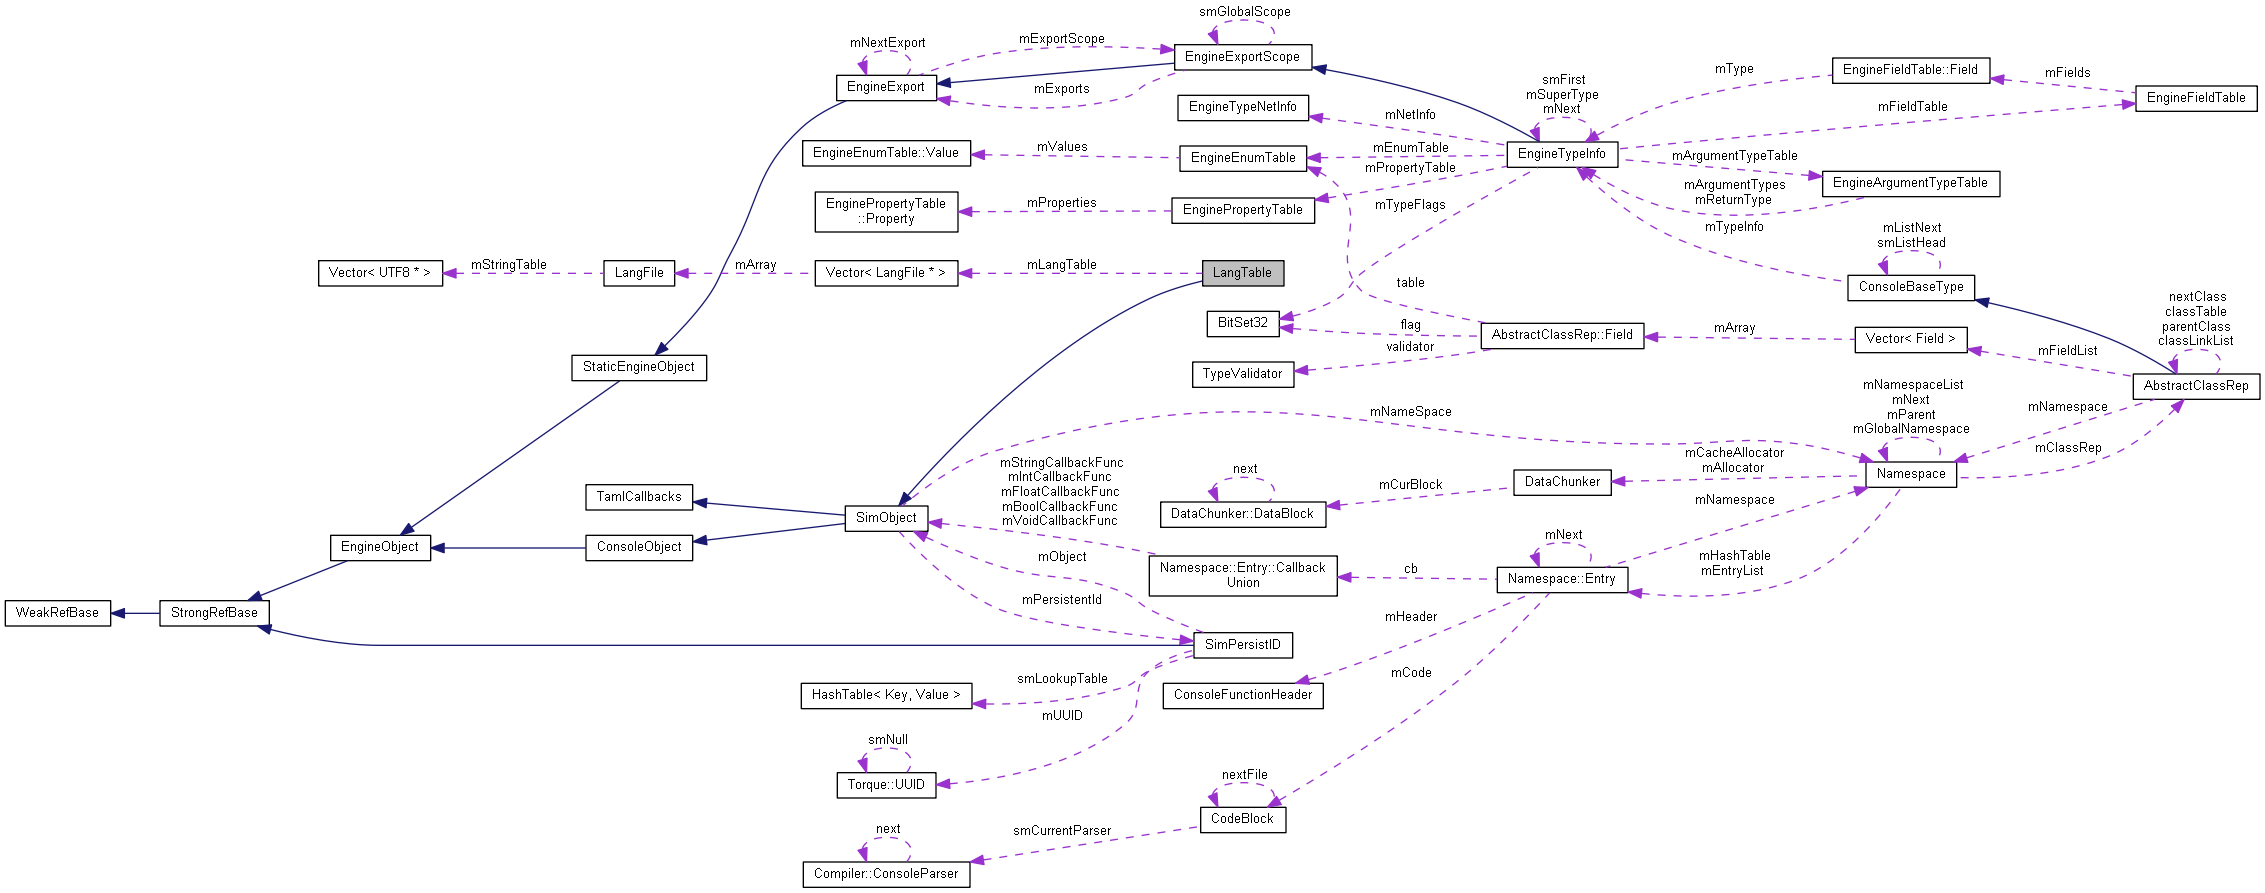 smGlobalScope
mNextExport
mExportScope
EngineExportScope
EngineExport
mExports
mType
EngineFieldTable::Field
mFields
EngineFieldTable
smFirst
mSuperType
mNext
EngineTypeNetInfo
mNetInfo
mFieldTable
EngineEnumTable::Value
mValues
EngineEnumTable
mEnumTable
EngineTypeInfo
mArgumentTypeTable
mPropertyTable
EngineArgumentTypeTable
mArgumentTypes
mReturnType
EnginePropertyTable
::Property
mProperties
EnginePropertyTable
mTypeFlags
mTypeInfo
mListNext
smListHead
Vector< UTF8 * >
mStringTable
LangFile
mArray
Vector< LangFile * >
mLangTable
LangTable
table
ConsoleBaseType
nextClass
classTable
parentClass
classLinkList
BitSet32
flag
AbstractClassRep::Field
mArray
Vector< Field >
validator
mFieldList
StaticEngineObject
TypeValidator
AbstractClassRep
mNamespaceList
mNext
mParent
mGlobalNamespace
mNameSpace
mNamespace
mClassRep
mStringCallbackFunc
mIntCallbackFunc
mFloatCallbackFunc
mBoolCallbackFunc
mVoidCallbackFunc
next
mCacheAllocator
mAllocator
Namespace
TamlCallbacks
mCurBlock
DataChunker
mNamespace
SimObject
DataChunker::DataBlock
EngineObject
ConsoleObject
mObject
mNext
mHashTable
mEntryList
Namespace::Entry::Callback
Union
cb
Namespace::Entry
mPersistentId
WeakRefBase
StrongRefBase
mHeader
SimPersistID
mCode
smLookupTable
HashTable< Key, Value >
ConsoleFunctionHeader
mUUID
smNull
Torque::UUID
nextFile
CodeBlock
next
smCurrentParser
Compiler::ConsoleParser